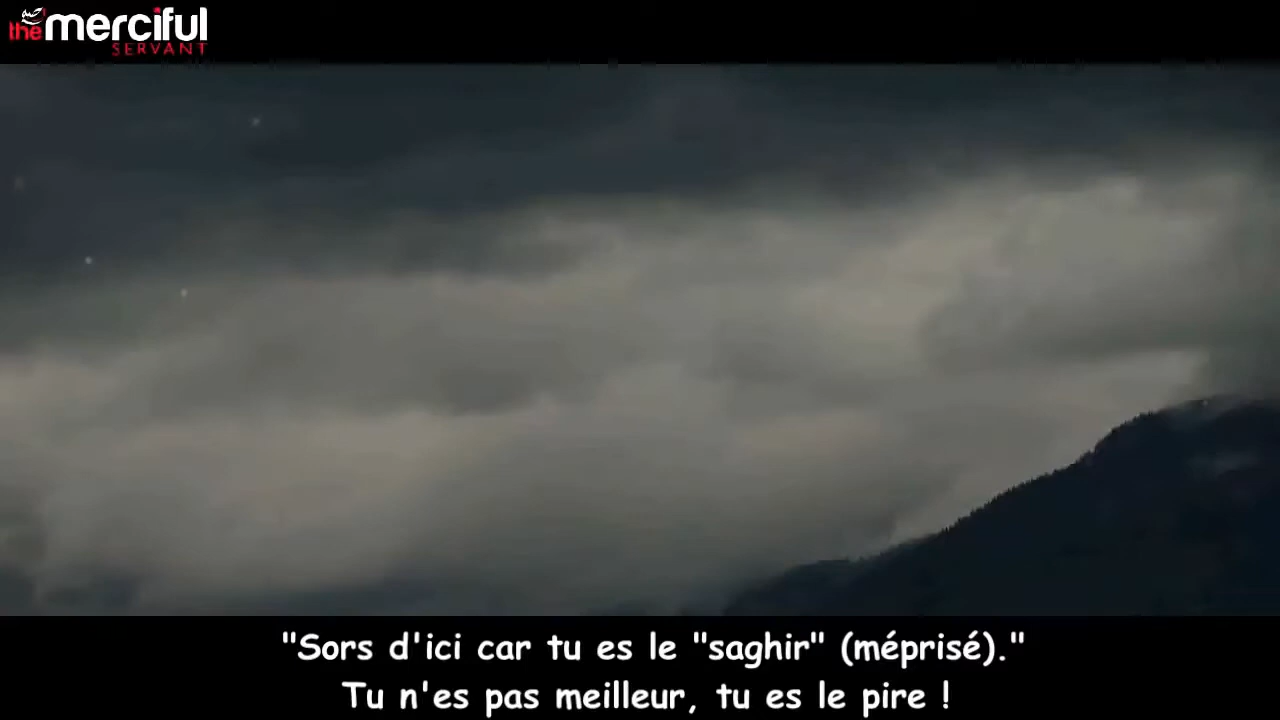 the merciful
SERVANT
"Sors d'ici car tu es le "saghir" (méprisé)."
Tu n'es pas meilleur, tu es le pire !